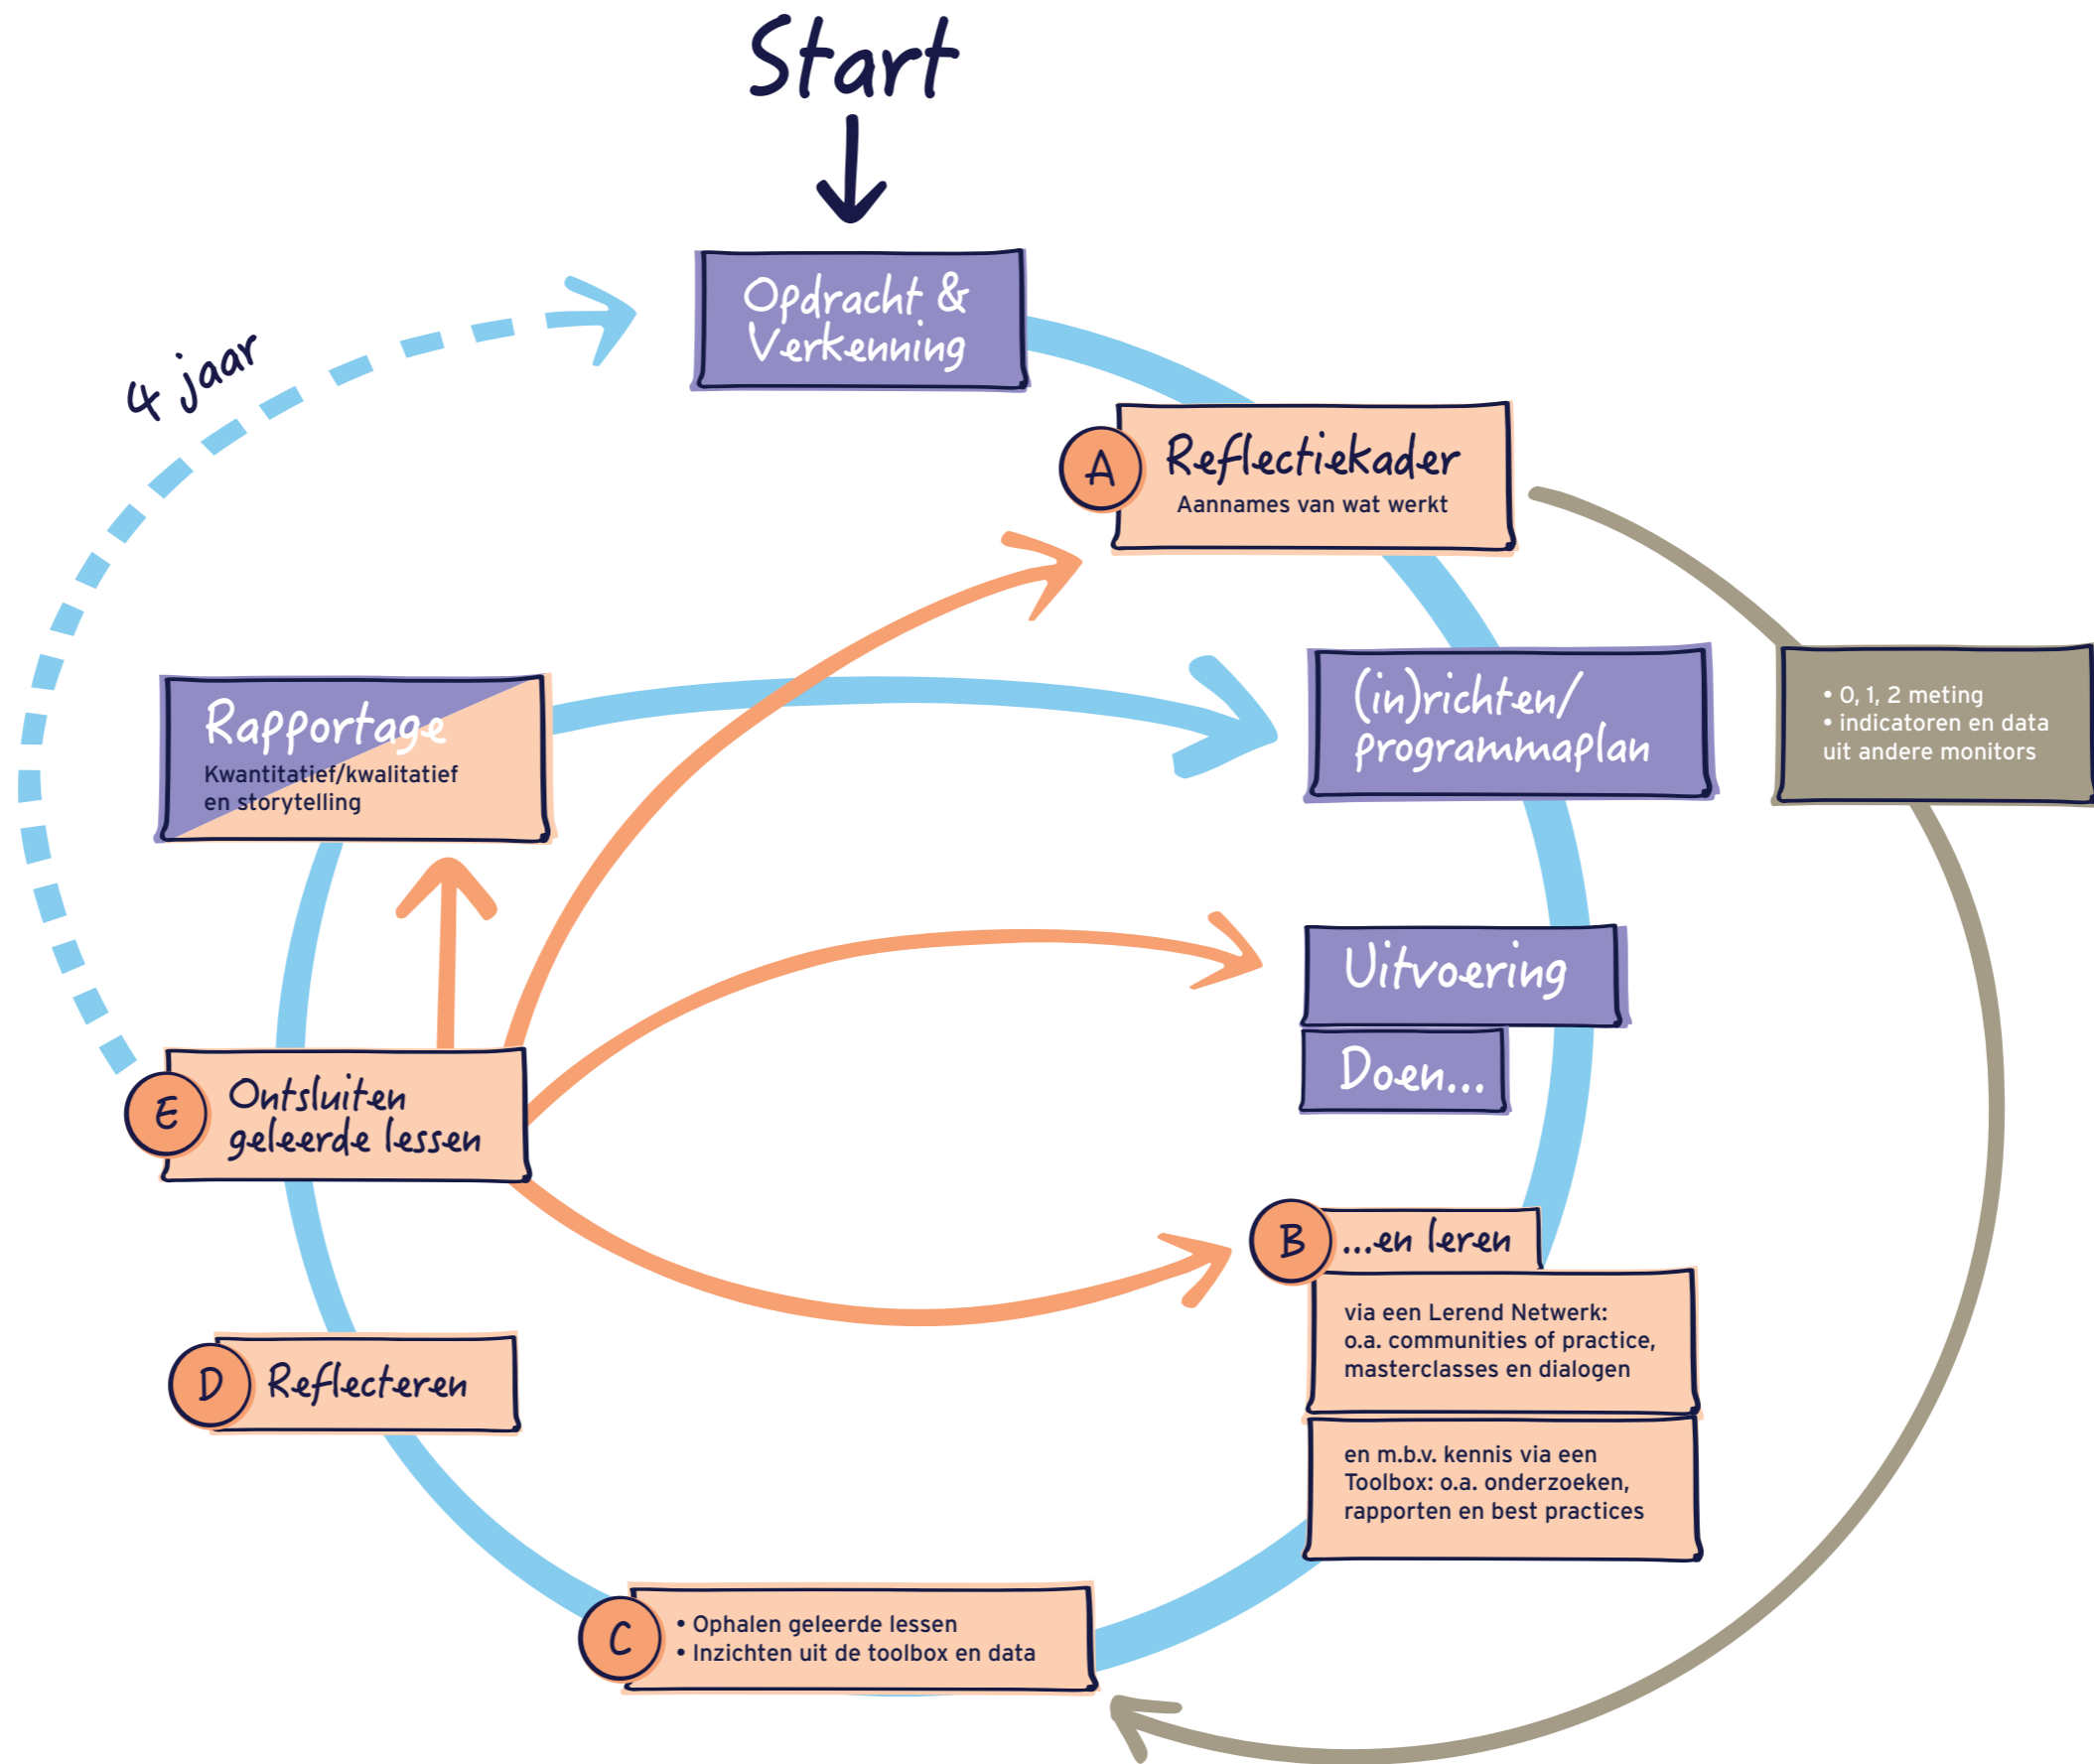 Start
Opdracht &
Verkenning
4 jaar
A
Reflectiekader
Aannames van wat werkt
(in)richten/
programmaplan
• 0, 1, 2 meting
• indicatoren en data
uit andere monitors
Rapportage
Kwantitatief/kwalitatief
en storytelling
Uitvoering
Doen...
E
Ontsluiten
geleerde lessen
B
...en leren
via een Lerend Netwerk:
o.a. communities of practice,
masterclasses en dialogen
en m.b.v. kennis via een
Toolbox: o.a. onderzoeken,
rapporten en best practices
D
Reflecteren
C
• Ophalen geleerde lessen
• Inzichten uit de toolbox en data